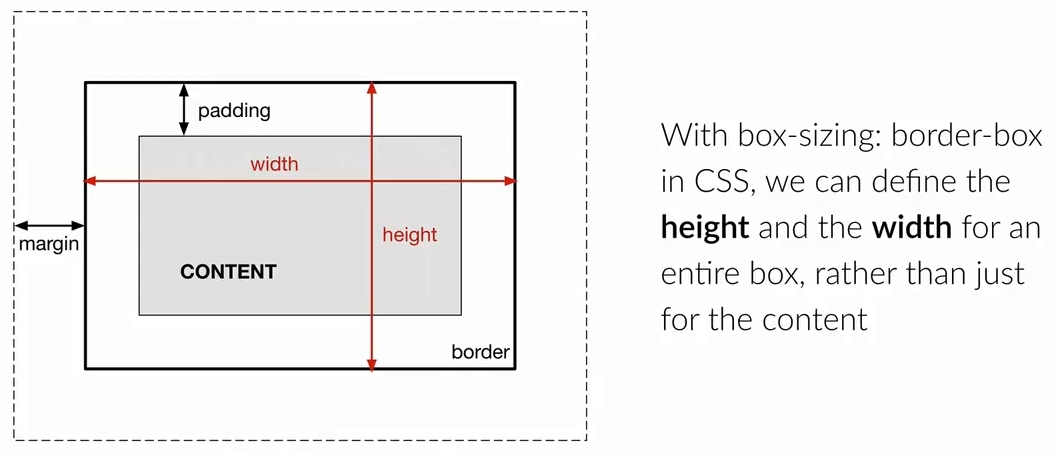 padding
width
margin
height
CONTENT
border
With box-sizing: border-box
in CSS, we can define the
height and the width for an
entire box, rather than just
for the content